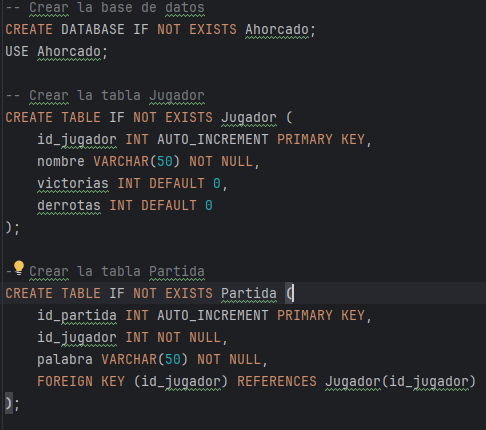 -- Crear la base de datos
CREATE DATABASE IF NOT EXISTS Ahorcado;
USE Ahorcado;
-- Crear la tabla Jugador
CREATE TABLE IF NOT EXISTS Jugador (
id_jugador INT AUTO_INCREMENT PRIMARY KEY,
nombre VARCHAR(50) NOT NULL,
victorias INT DEFAULT 0,
derrotas INT DEFAULT 0
);
- Crear la tabla Partida
CREATE TABLE IF NOT EXISTS Partida (
id_partida INT AUTO_INCREMENT PRIMARY KEY,
id_jugador INT NOT NULL,
palabra VARCHAR(50) NOT NULL,
FOREIGN KEY (id_jugador) REFERENCES Jugador(id_jugador)
);